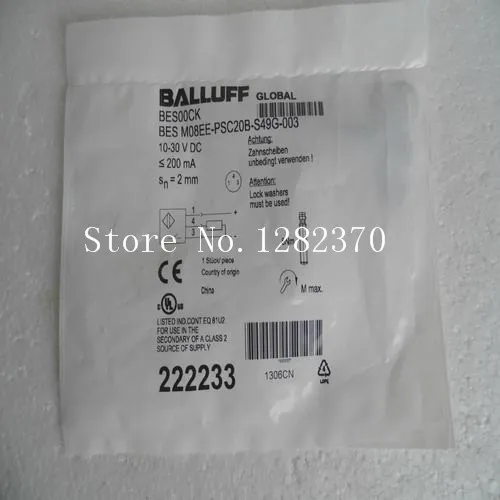 BALLUFF GLOBAL
BES00CK
BES M08EE-PSC20B-S49G-003
10-30 V DC
≤ 200 mA
sn = 2 mm
Achtung:
Zahnscheiben
unbedingt verwenden !
Attention:
Lock washers
must be used!
1
4
3
+
-
Store No. 1282370
1 Stück/ piece
Country of origin
China
CE
M max.
UL
LISTED IND.CONT.EQ 81U2
FOR USE IN THE
SECONDARY OF A CLASS 2
SOURCE OF SUPPLY
222233
1306CN
4
LDPE